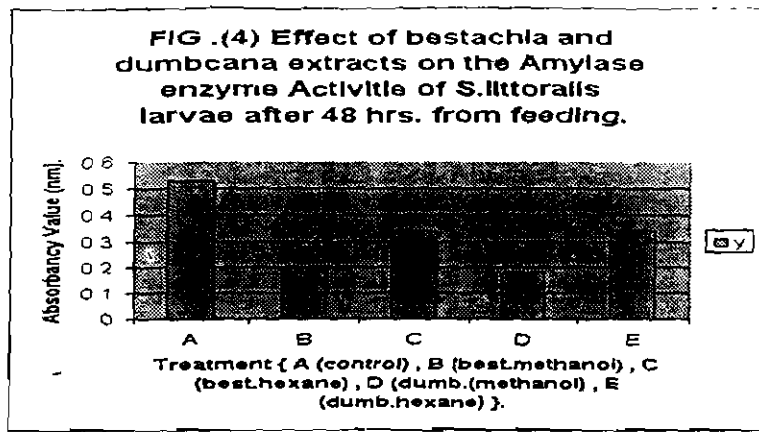 FIG .(4) Effect of bestachia and
dumbcana extracts on the Amylase
enzyme Activitie of S.littoralis
larvae after 48 hrs. from feeding.
Absorbancy Value (nm).
0 6
0 5
0 4
0 3
0 2
0 1
0
A B C D E
y
Treatment { A (control) , B (best.methanol) , C
(best.hexane) , D (dumb.(methanol) , E
(dumb.hexane) }.